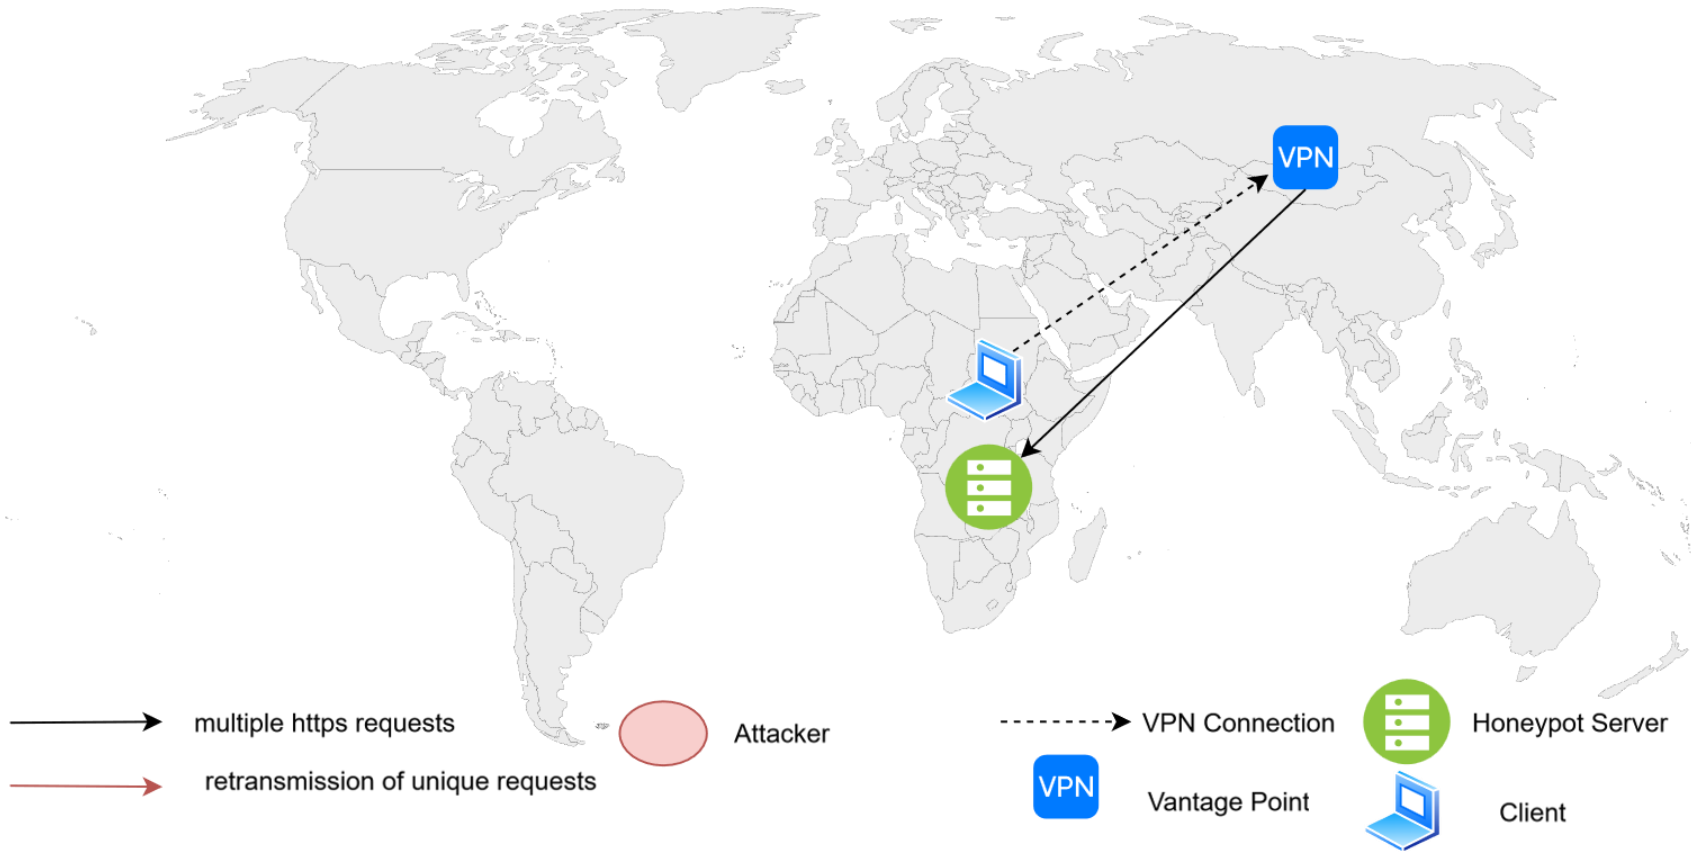 VPN
multiple https requests
Attacker
VPN Connection
Honeypot Server
retransmission of unique requests
VPN
Vantage Point
Client